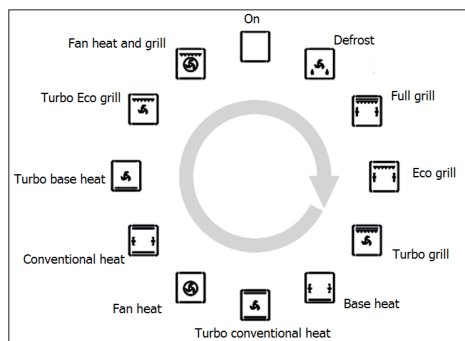 On
Fan heat and grill
Defrost
Turbo Eco grill
Full grill
Turbo base heat
Eco grill
Conventional heat
Turbo grill
Fan heat
Base heat
Turbo conventional heat